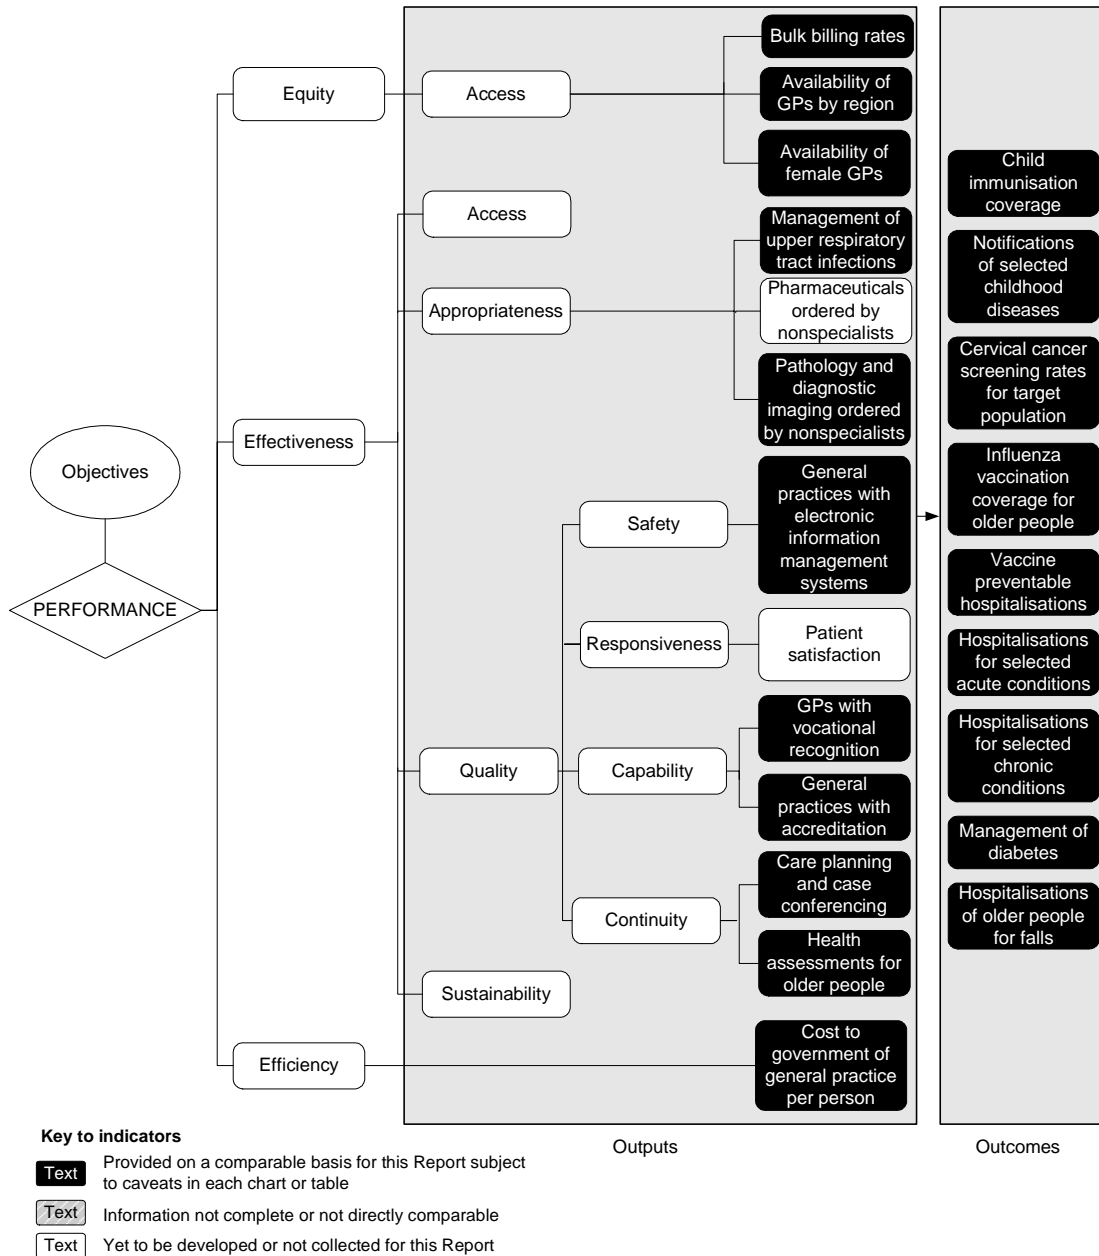 Objectives
PERFORMANCE
Equity
Effectiveness
Efficiency
Access
Access
Appropriateness
Quality
Sustainability
Safety
Responsiveness
Capability
Continuity
Bulk billing rates
Availability of
GPs by region
Availability of
female GPs
Management of
upper respiratory
tract infections
Pharmaceuticals
ordered by
nonspecialists
Pathology and
diagnostic
imaging ordered
by nonspecialists
General
practices with
electronic
information
management
systems
Patient
satisfaction
GPs with
vocational
recognition
General
practices with
accreditation
Care planning
and case
conferencing
Health
assessments for
older people
Cost to
government of
general practice
per person
Outputs
Child
immunisation
coverage
Notifications
of selected
childhood
diseases
Cervical cancer
screening rates
for target
population
Influenza
vaccination
coverage for
older people
Vaccine
preventable
hospitalisations
Hospitalisations
for selected
acute conditions
Hospitalisations
for selected
chronic
conditions
Management of
diabetes
Hospitalisations
of older people
for falls
Outcomes
Key to indicators
Text
Provided on a comparable basis for this Report subject
to caveats in each chart or table
Text
Information not complete or not directly comparable
Text
Yet to be developed or not collected for this Report